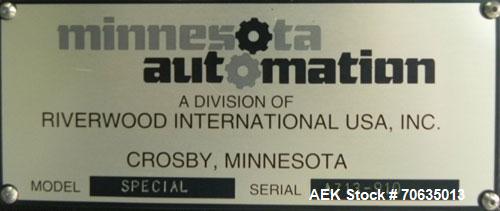 minnesota
automation
A DIVISION OF
RIVERWOOD INTERNATIONAL USA, INC.
CROSBY, MINNESOTA
MODEL SPECIAL SERIAL
AEK Stock #70635013